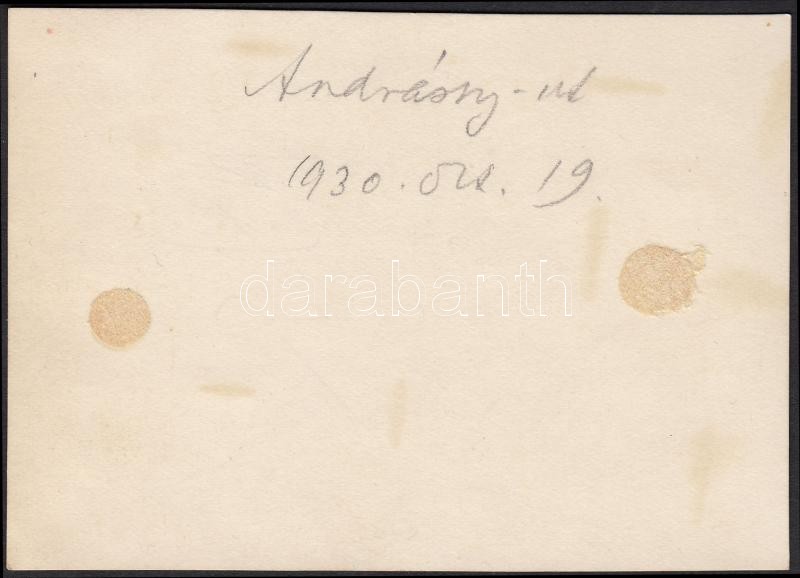 Andrássy-út
1930. Okt. 19.
darabanth